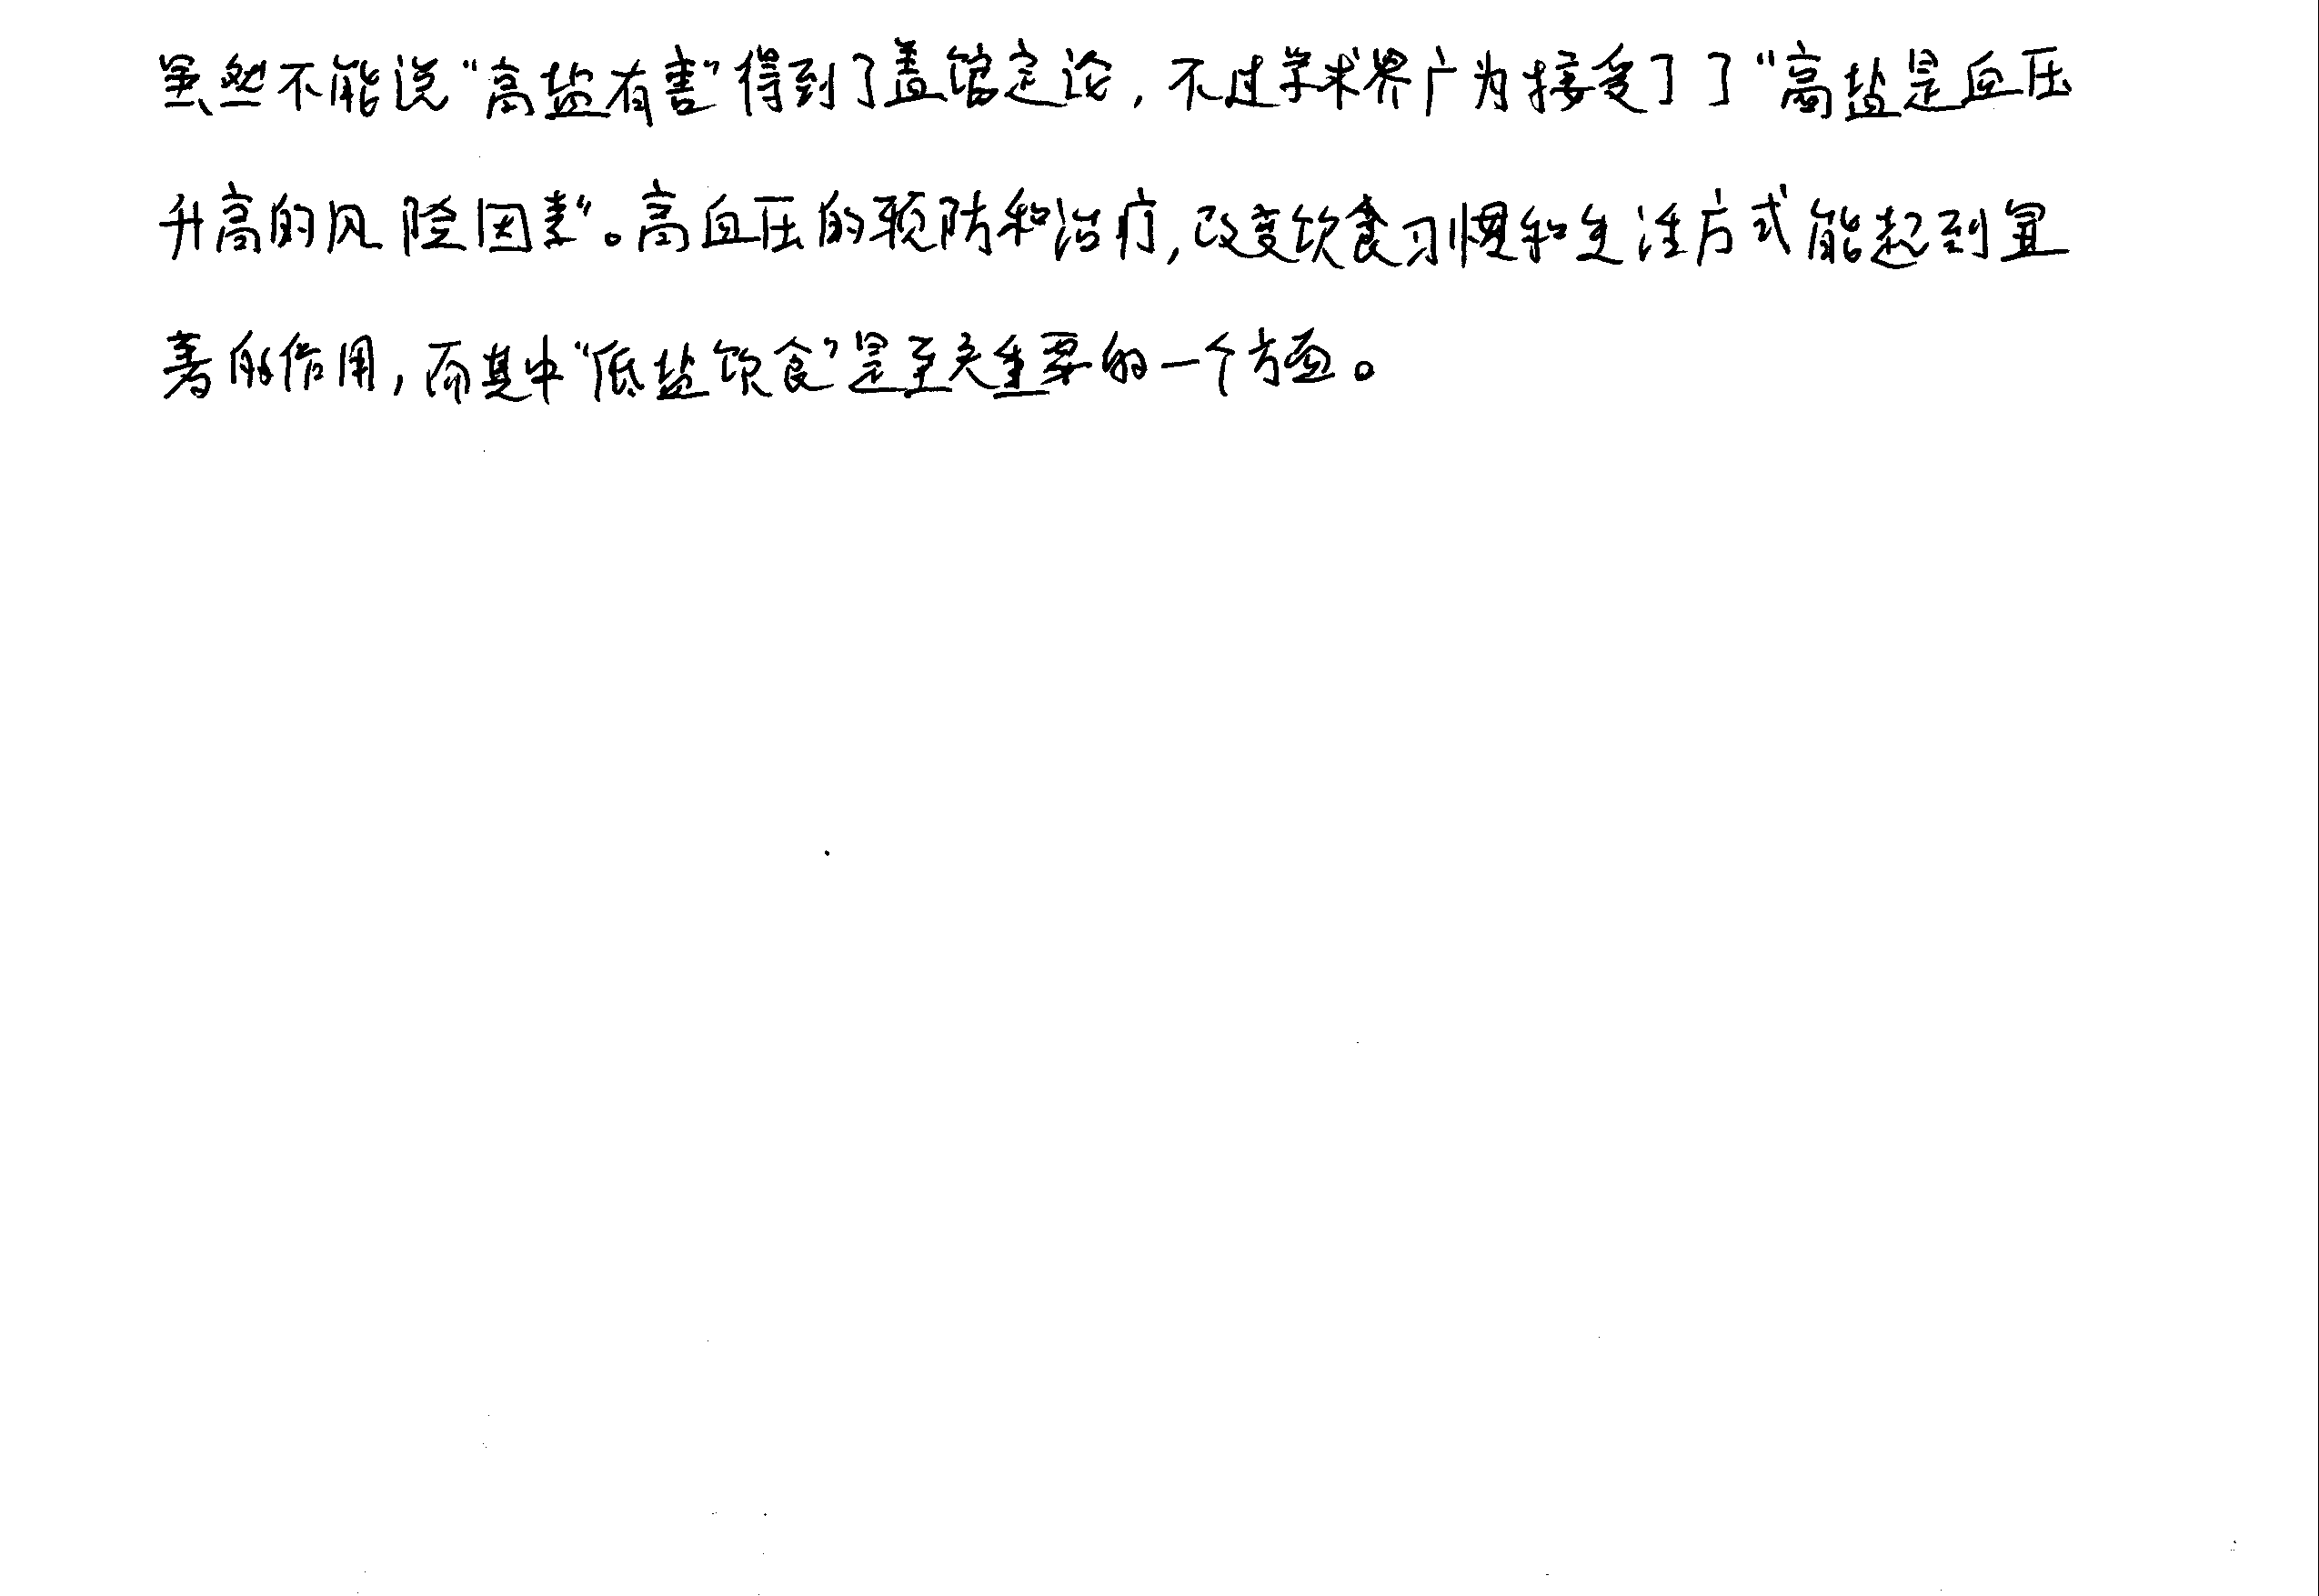 虽然不能说“高盐有害”得到了盖馆定论，不过学术界广为接受了了“高盐是血压
升高的风险因素”。高血压的预防和治疗，改变饮食习惯和生活方式能起到显
著的作用，而其中“低盐饮食”是至关重要的一个方面。